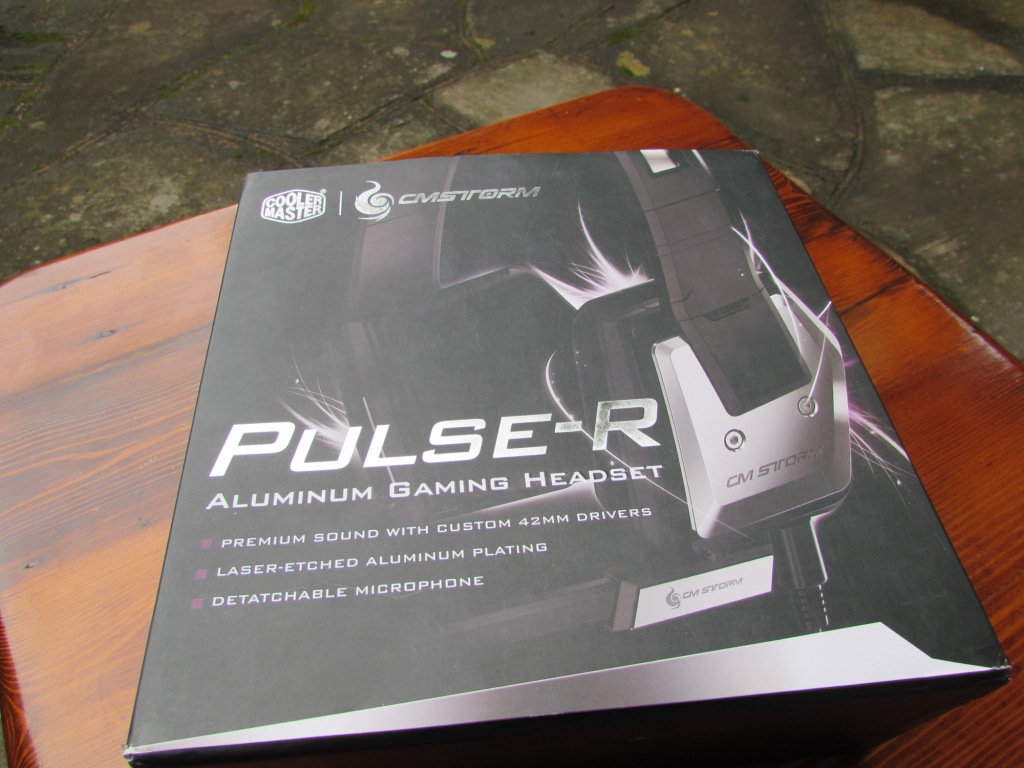 COOLER MASTER
CMSTORM
PULSE-R
ALUMINUM GAMING HEADSET
PREMIUM SOUND WITH CUSTOM 42MM DRIVERS
LASER-ETCHED ALUMINUM PLATING
DETATCHABLE MICROPHONE
CM STORM
CM STORM